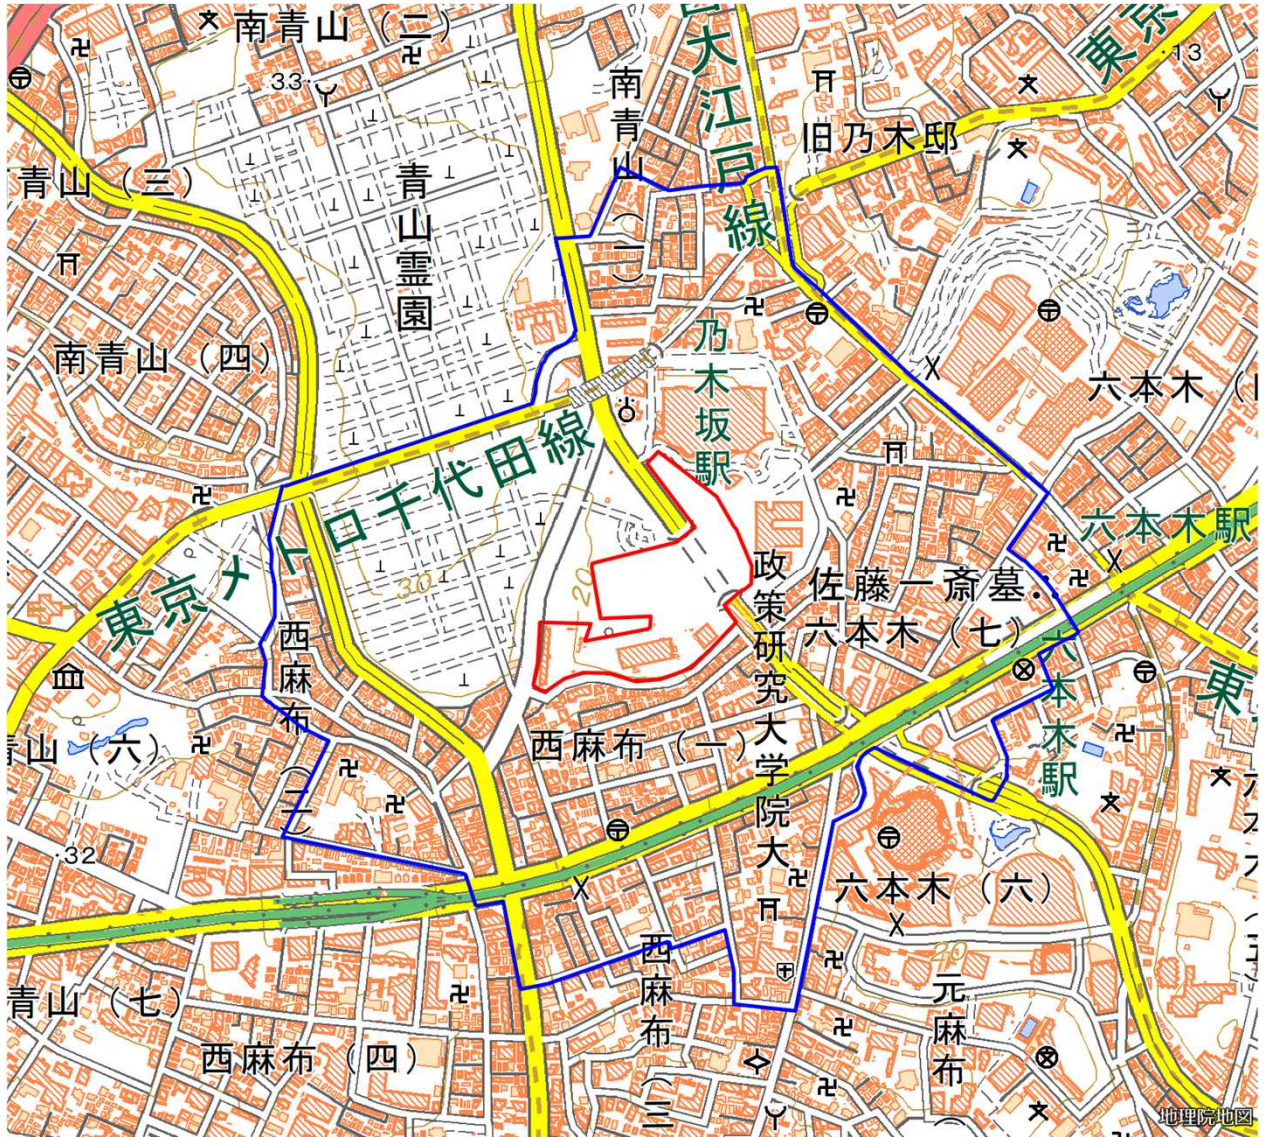 南青山（二）
33
大江戸線
東京
13
南青山（一）
旧乃木邸
青山（三）
青山霊園
南青山（四）
乃木坂駅
六本木（
30
東京メトロ千代田線
30
20
政策研究大学院大
六本木駅
佐藤一斎墓
六本木（七）
六本木駅
東
西麻布（二）
青山（六）
西麻布（一）
32
六本木（六）
20
西麻布（三
元麻布
青山（七）
西麻布（四）
地理院地図